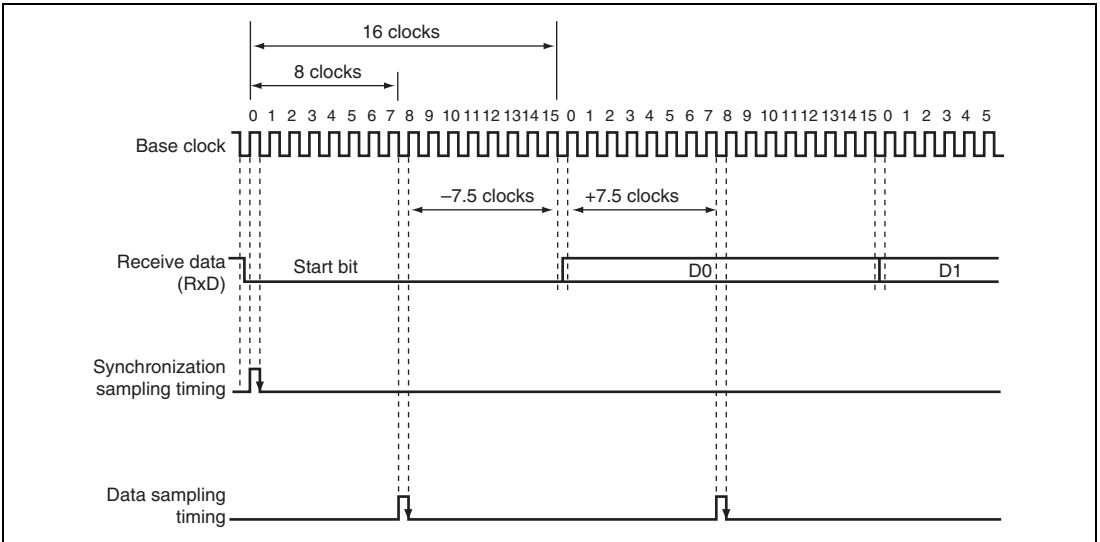 16 clocks
8 clocks
0 1 2 3 4 5 6 7 8 9 10 11 12 13 14 15 0 1 2 3 4 5 6 7 8 9 10 11 12 13 14 15 0 1 2 3 4 5
Base clock
–7.5 clocks
+7.5 clocks
Receive data
(RxD)
Start bit
D0
D1
Synchronization
sampling timing
Data sampling
timing